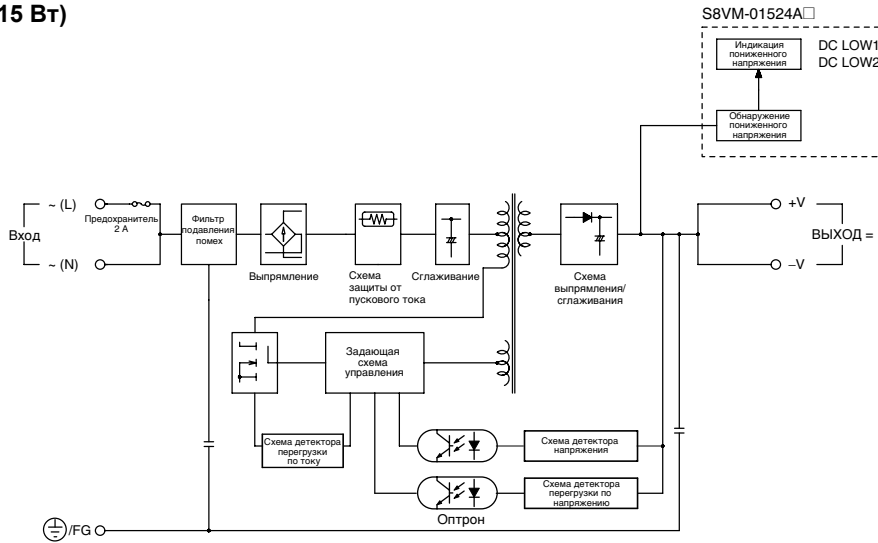 15 Вт)
S8VM-01524A□
Индикация
пониженного
напряжения
DC LOW1
DC LOW2
Обнаружение
пониженного
напряжения
~ (L)
Предохранитель
2 А
Вход
~ (N)
Фильтр
подавления
помех
Выпрямление
Схема
защиты от
пускового тока
Сглаживание
Схема
выпрямления/
сглаживания
+V
ВЫХОД =
–V
Задающая
схема
управления
Схема детектора
перегрузки
по току
Схема детектора
напряжения
Схема детектора
перегрузки по
напряжению
Оптрон
/FG